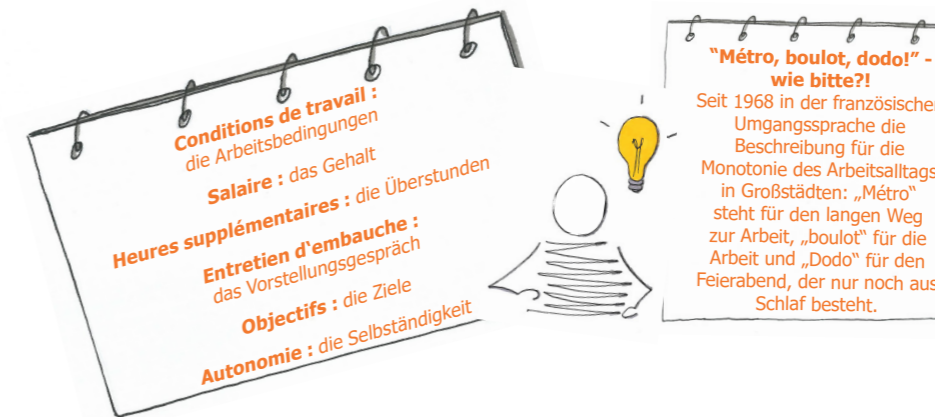 Conditions de travail :
die Arbeitsbedingungen
Salaire : das Gehalt
Heures supplémentaires : die Überstunden
Entretien d‘embauche :
das Vorstellungsgespräch
Objectifs : die Ziele
Autonomie : die Selbständigkeit
“Métro, boulot, dodo!” -
wie bitte?!
Seit 1968 in der französischen
Umgangssprache die
Beschreibung für die
Monotonie des Arbeitsalltags
in Großstädten: „Métro“
steht für den langen Weg
zur Arbeit, „boulot“ für die
Arbeit und „Dodo“ für den
Feierabend, der nur noch aus
Schlaf besteht.